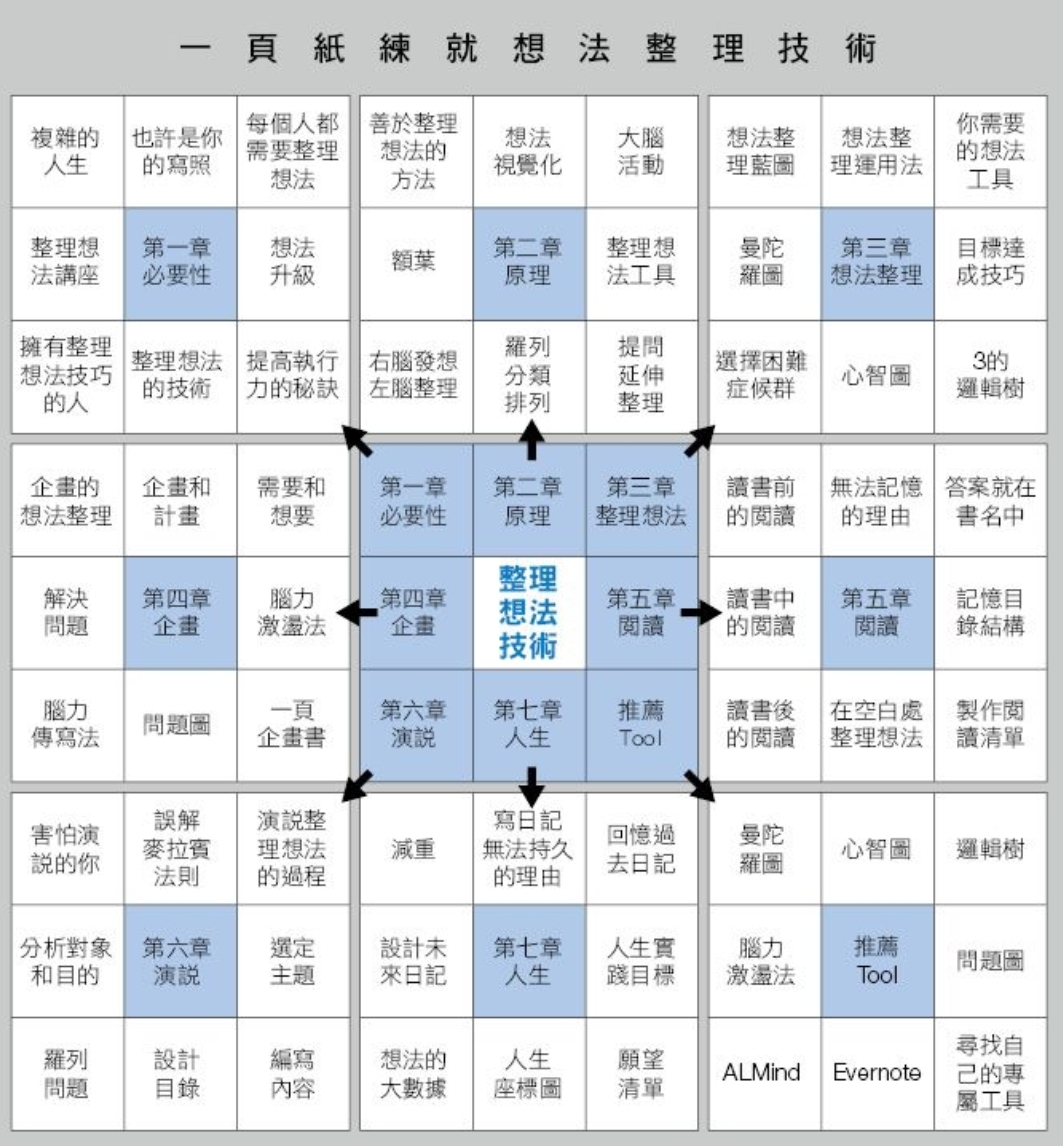 一頁紙練就想法整理技術
複雜的
人生
也許是你
的寫照
每個人都
需要整理
想法
整理想
法講座
第一章
必要性
想法
升級
擁有整理
想法技巧
的人
整理想法
的技術
提高執行
力的秘訣
善於整理
想法的
方法
想法
視覺化
大腦
活動
額葉
第二章
原理
整理想
法工具
右腦發想
左腦整理
羅列
分類
排列
提問
延伸
整理
想法整
理藍圖
想法整
理運用法
你需要
的想法
工具
曼陀
羅圖
第三章
想法整理
目標達
成技巧
選擇困難
症候群
心智圖
3的
邏輯樹
企畫的
想法整理
企畫和
計畫
需要和
想要
解決
問題
第四章
企畫
腦力
激盪法
腦力
傳寫法
問題圖
一頁
企畫書
第一章
必要性
第二章
原理
第三章
整理想法
第四章
企畫
整理
想法
技術
第五章
閱讀
第六章
演說
第七章
人生
推薦
Tool
讀書前
的閱讀
無法記憶
的理由
答案就在
書名中
讀書中
的閱讀
第五章
閱讀
記憶目
錄結構
讀書後
的閱讀
在空白處
整理想法
製作閱
讀清單
害怕演
說的你
誤解
麥拉賓
法則
演說整
理想法
的過程
分析對象
和目的
第六章
演說
選定
主題
羅列
問題
設計
目錄
編寫
內容
減重
寫日記
無法持久
的理由
回憶過
去日記
設計未
來日記
第七章
人生
人生實
踐目標
想法的
大數據
人生
座標圖
願望
清單
曼陀
羅圖
心智圖
邏輯樹
腦力
激盪法
推薦
Tool
問題圖
ALMind
Evernote
尋找自
己的專
屬工具